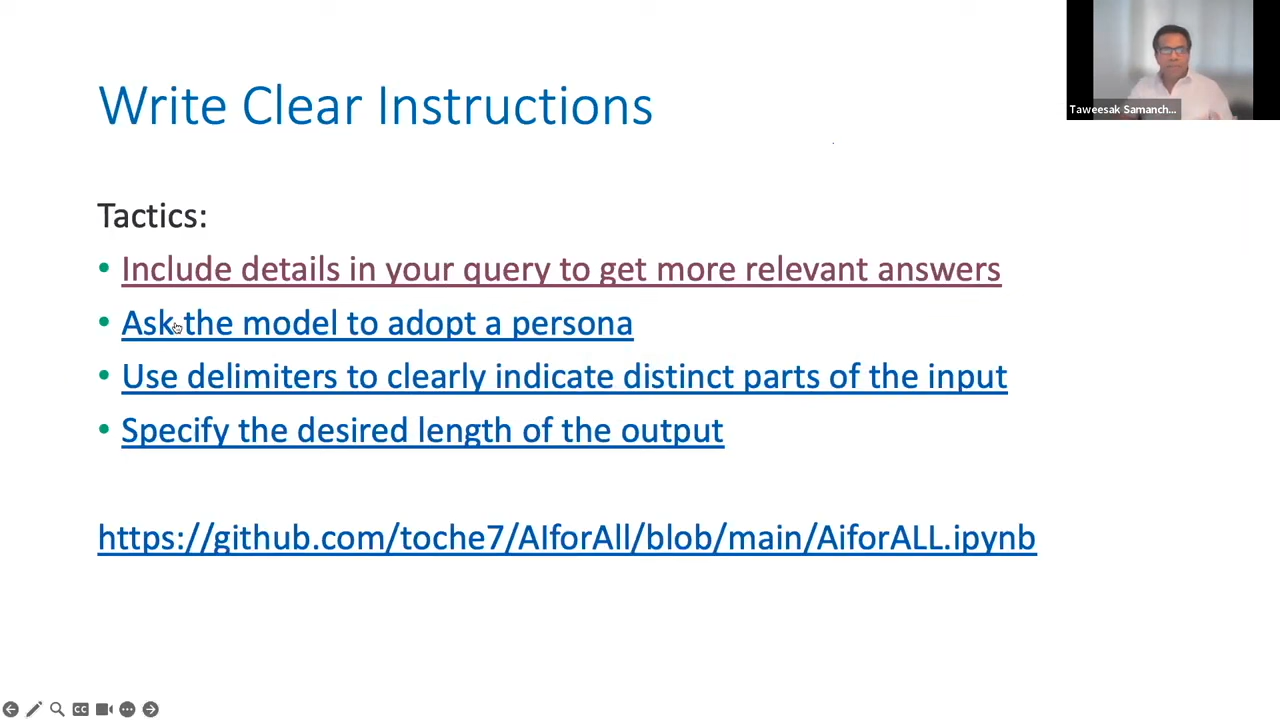 Write Clear Instructions
Taweesak Samanch...
Tactics:
• Include details in your query to get more relevant answers
• Ask the model to adopt a persona
• Use delimiters to clearly indicate distinct parts of the input
• Specify the desired length of the output
https://github.com/toche7/AIforAll/blob/main/AiforALL.ipynb
CC